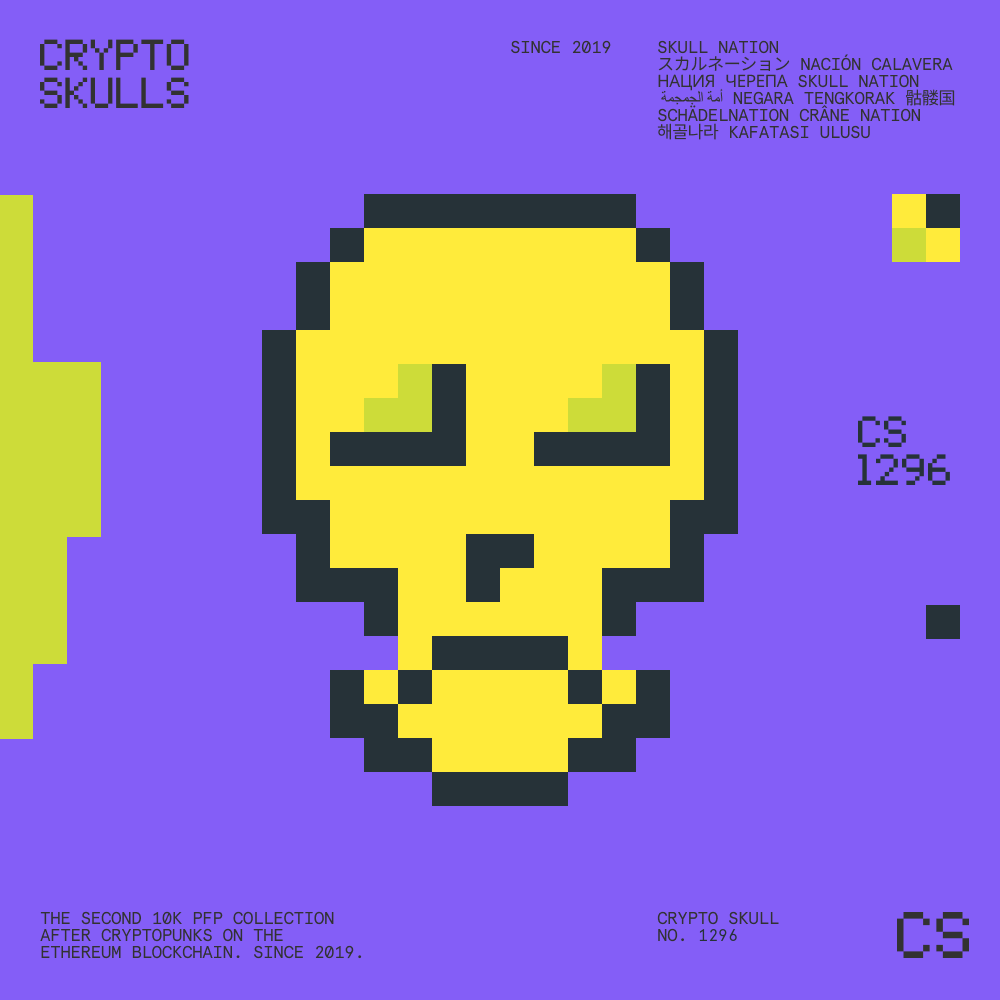 CRYPTO
SKULLS
SINCE 2019
SKULL NATION
スカルネーション NACIÓN CALAVERA
НАЦИЯ ЧЕРЕПА SKULL NATION
أمة الجمجمة NEGARA TENGKORAK 骷髅国
SCHÄDELNATION CRÂNE NATION
해골나라 KAFATASI ULUSU
CS
1296
THE SECOND 10K PFP COLLECTION
AFTER CRYPTOPUNKS ON THE
ETHEREUM BLOCKCHAIN. SINCE 2019.
CRYPTO SKULL
NO. 1296
CS